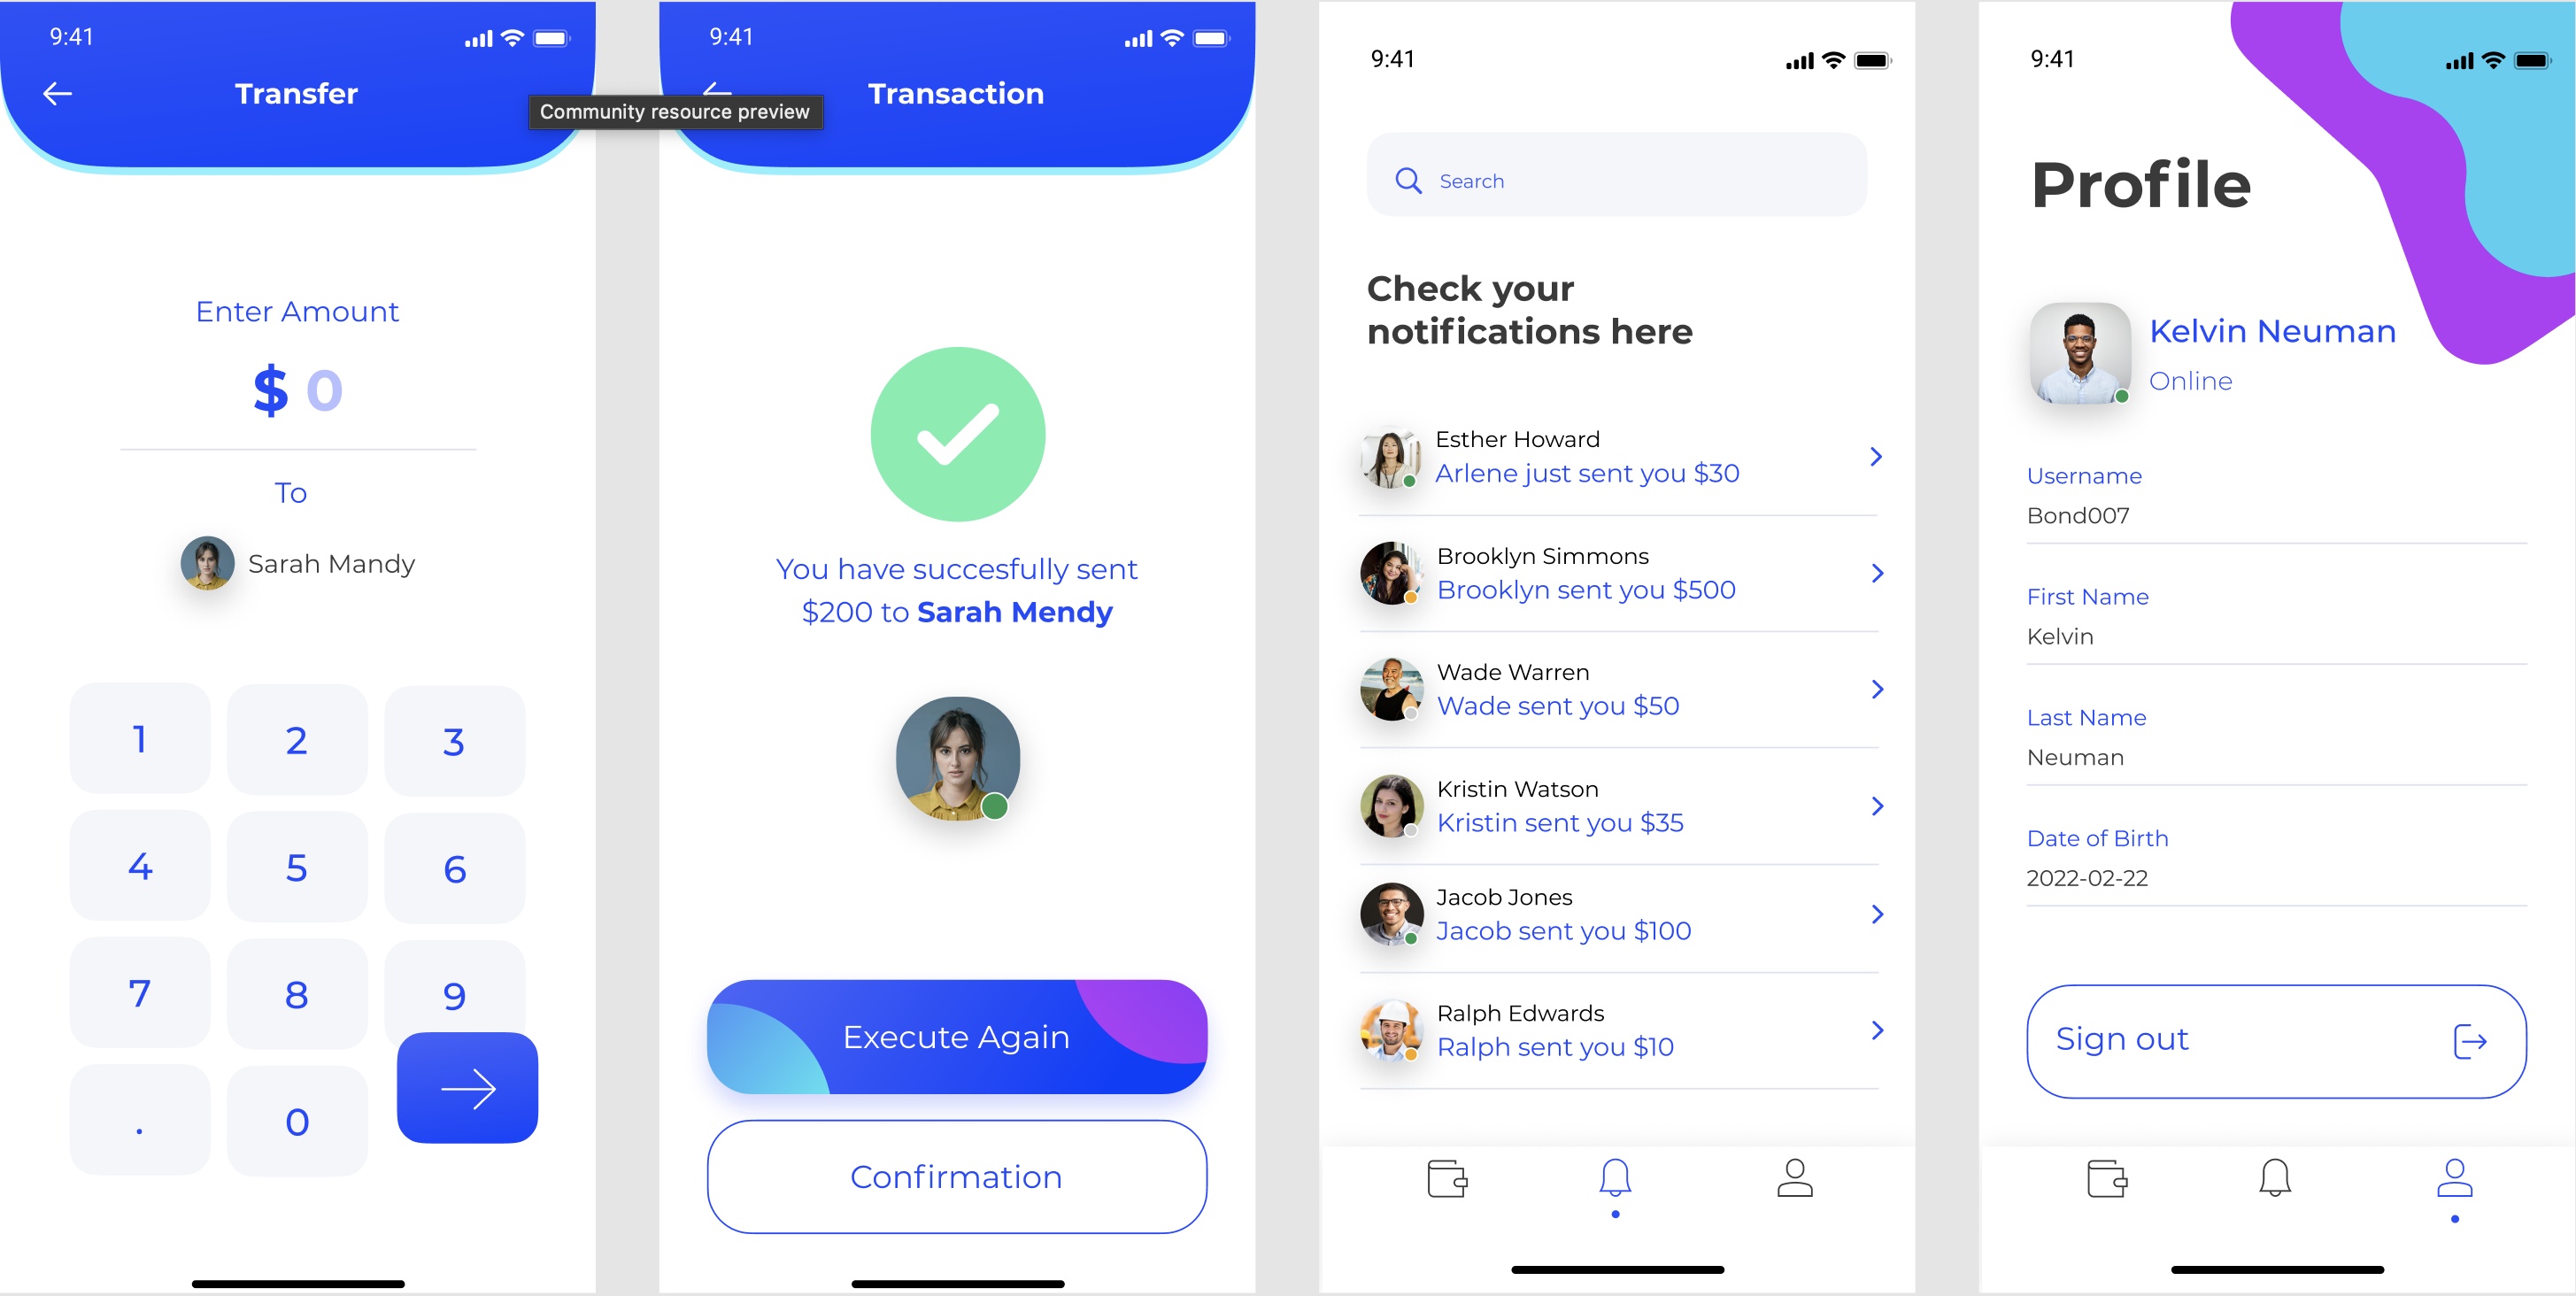 9:41
Transfer
Enter Amount
$ 0
To
Sarah Mandy
1 2 3
4 5 6
7 8 9
. 0
Community resource preview
9:41
Transaction
You have succesfully sent
$200 to Sarah Mendy
Execute Again
Confirmation
9:41
Search
Check your
notifications here
Esther Howard
Arlene just sent you $30
Brooklyn Simmons
Brooklyn sent you $500
Wade Warren
Wade sent you $50
Kristin Watson
Kristin sent you $35
Jacob Jones
Jacob sent you $100
Ralph Edwards
Ralph sent you $10
9:41
Profile
Kelvin Neuman
Online
Username
Bond007
First Name
Kelvin
Last Name
Neuman
Date of Birth
2022-02-22
Sign out